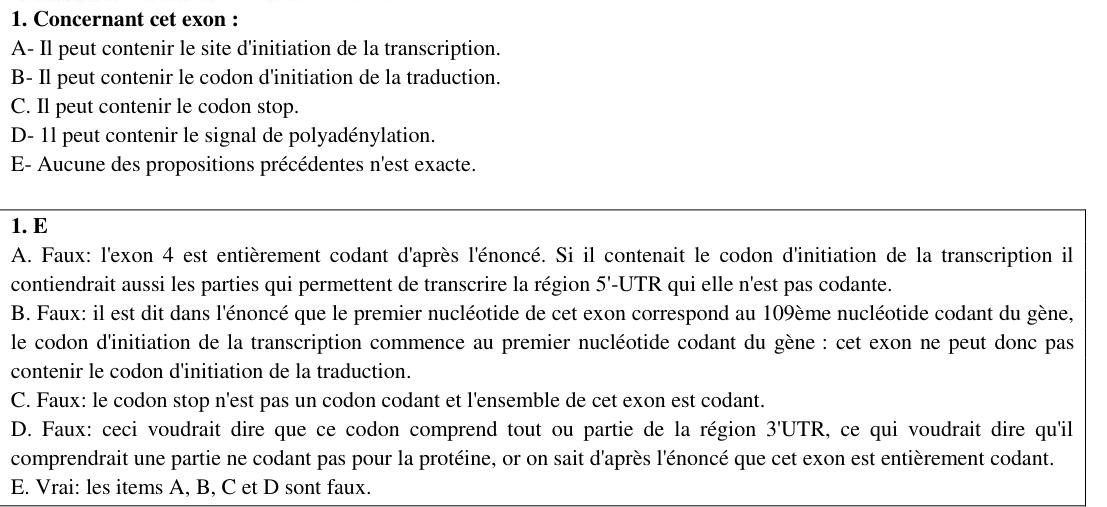 1. Concernant cet exon :
A- Il peut contenir le site d'initiation de la transcription.
B- Il peut contenir le codon d'initiation de la traduction.
C. Il peut contenir le codon stop.
D- 1l peut contenir le signal de polyadénylation.
E- Aucune des propositions précédentes n'est exacte.
1. E
A. Faux: l'exon 4 est entièrement codant d'après l'énoncé. Si il contenait le codon d'initiation de la transcription il
contiendrait aussi les parties qui permettent de transcrire la région 5'-UTR qui elle n'est pas codante.
B. Faux: il est dit dans l'énoncé que le premier nucléotide de cet exon correspond au 109ème nucléotide codant du gène,
le codon d'initiation de la transcription commence au premier nucléotide codant du gène : cet exon ne peut donc pas
contenir le codon d'initiation de la traduction.
C. Faux: le codon stop n'est pas un codon codant et l'ensemble de cet exon est codant.
D. Faux: ceci voudrait dire que ce codon comprend tout ou partie de la région 3'UTR, ce qui voudrait dire qu'il
comprendrait une partie ne codant pas pour la protéine, or on sait d'après l'énoncé que cet exon est entièrement codant.
E. Vrai: les items A, B, C et D sont faux.